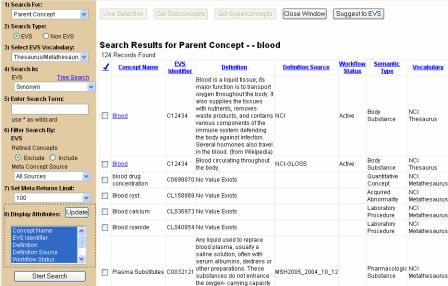 1) Search For:
Parent Concept
2) Search Type:
EVS Non EVS
3) Select EVS Vocabulary:
Thesaurus/Metathesaurus
4) Search In:
EVS Tree Search
Synonym
5) Enter Search Term:
use * as wildcard
6) Filter Search By:
EVS
Retired Concepts
Exclude Include
Meta Concept Source
All Sources
7) Set Meta Returns Limit:
100
8) Display Attributes: Update
Concept Name
EVS Identifier
Definition
Definition Source
Workflow Status
Start Search
Use Selection Get Subconcepts Get Superconcepts Close Window Suggest to EVS
Search Results for Parent Concept - - blood
124 Records Found
Concept Name EVS Identifier Definition Definition Source Workflow Status Semantic Type Vocabulary
Blood C12434 Blood is a liquid tissue; its major function is to transport oxygen throughout the body. It also supplies the tissues with nutrients, removes waste products, and contains various components of the immune system defending the body against infection. Several hormones also travel in the blood. (from Wikipedia) NCI Active Body Substance NCI Thesaurus
Blood C12434 Blood circulating throughout the body. NCI-GLOSS Active Body Substance NCI Thesaurus
blood drug concentration C0699870 No Value Exists Quantitative Concept NCI Metathesaurus
Blood cyst. CL158869 No Value Exists Acquired Abnormality NCI Metathesaurus
Blood calcium CL036973 No Value Exists Laboratory Procedure NCI Metathesaurus
Blood cyanide CL040854 No Value Exists Laboratory Procedure NCI Metathesaurus
Plasma Substitutes C0032121 Any liquid used to replace blood plasma, usually a saline solution, often with serum albumins, dextrans or other preparations. These substances do not enhance the oxygen- carrying capacity MSH2005_2004_10_12 Pharmacologic Substance NCI Metathesaurus